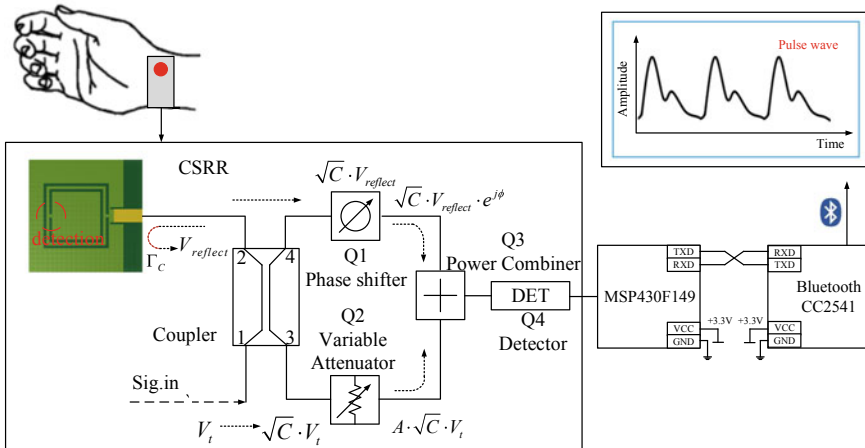 Pulse wave
Amplitude
Time
CSRR
detection
Γ_C
V_reflect
√C · V_reflect
√C · V_reflect · e^{jϕ}
Q1
Phase shifter
2
4
1
3
Coupler
Q2
Variable
Attenuator
Sig.in
V_t
√C · V_t
A · √C · V_t
Q3
Power Combiner
DET
Q4
Detector
MSP430F149
TXD
RXD
VCC
GND
+3.3V
+3.3V
RXD
TXD
VCC
GND
Bluetooth
CC2541